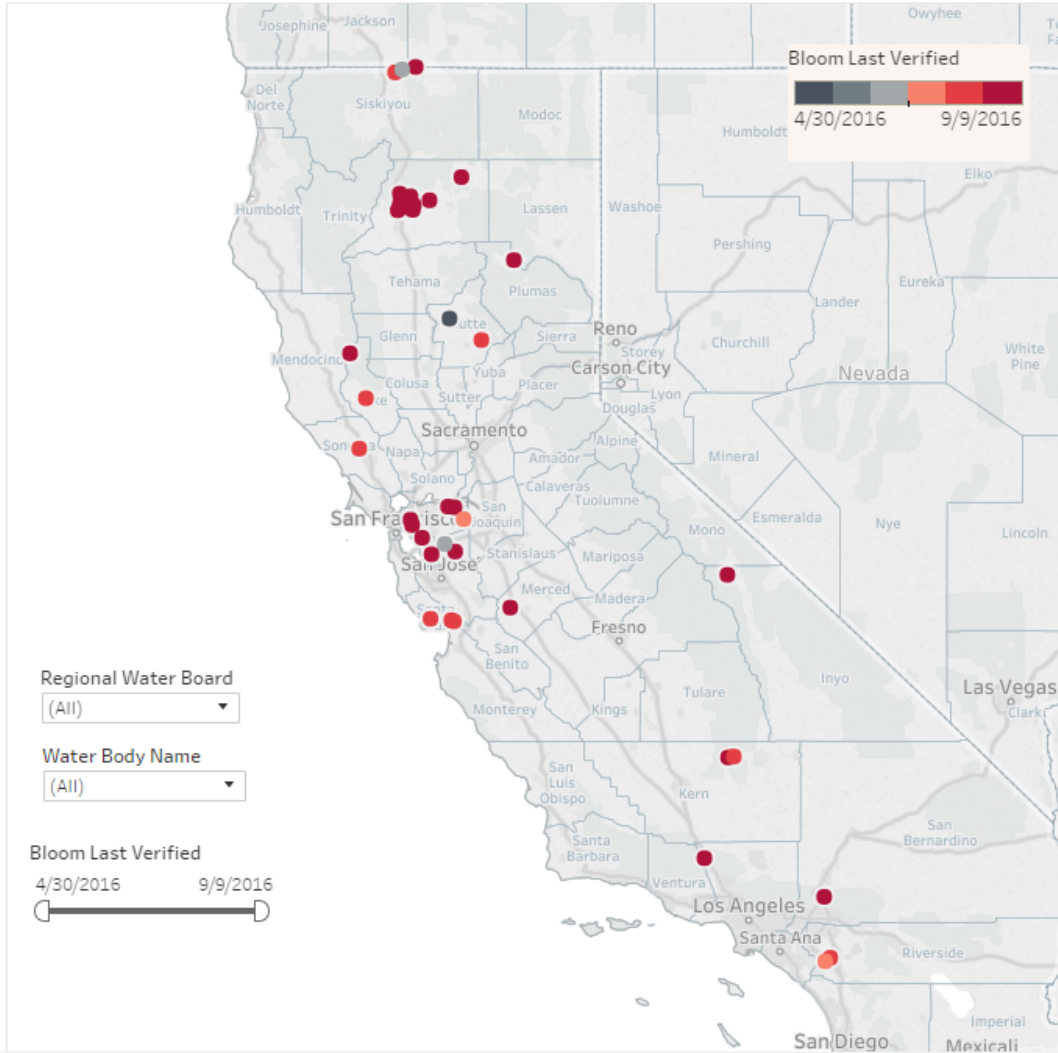 Owyhee
Josephine
Jackson
Bloom Last Verified
4/30/2016
9/9/2016
Del
Norte
Siskiyou
Modoc
Humboldt
Elko
Humboldt
Trinity
Lassen
Washoe
Pershing
Tehama
Plumas
Eureka
Lander
Glenn
utte
Sierra
Reno
Storey
Churchill
White
Pine
Mendocino
Carson City
Nevada
Colusa
Yuba
Placer
Sutter
Lyon
Douglas
Sacramento
Alpine
Napa
Amador
Mineral
Solano
Calaveras
Tuolumne
San
Joaquin
San Francisco
Mono
Esmeralda
Nye
Lincoln
Stanislaus
Mariposa
San Jose
Merced
Madera
Santa
Fresno
San
Benito
Regional Water Board
(All)
Inyo
Tulare
Las Vegas
Monterey
Kings
Clark
Water Body Name
(All)
San
Luis
Obispo
Kern
San
Bernardino
Santa
Barbara
Bloom Last Verified
4/30/2016
9/9/2016
Ventura
Los Angeles
Santa Ana
Riverside
Imperial
San Diego
Mexicali